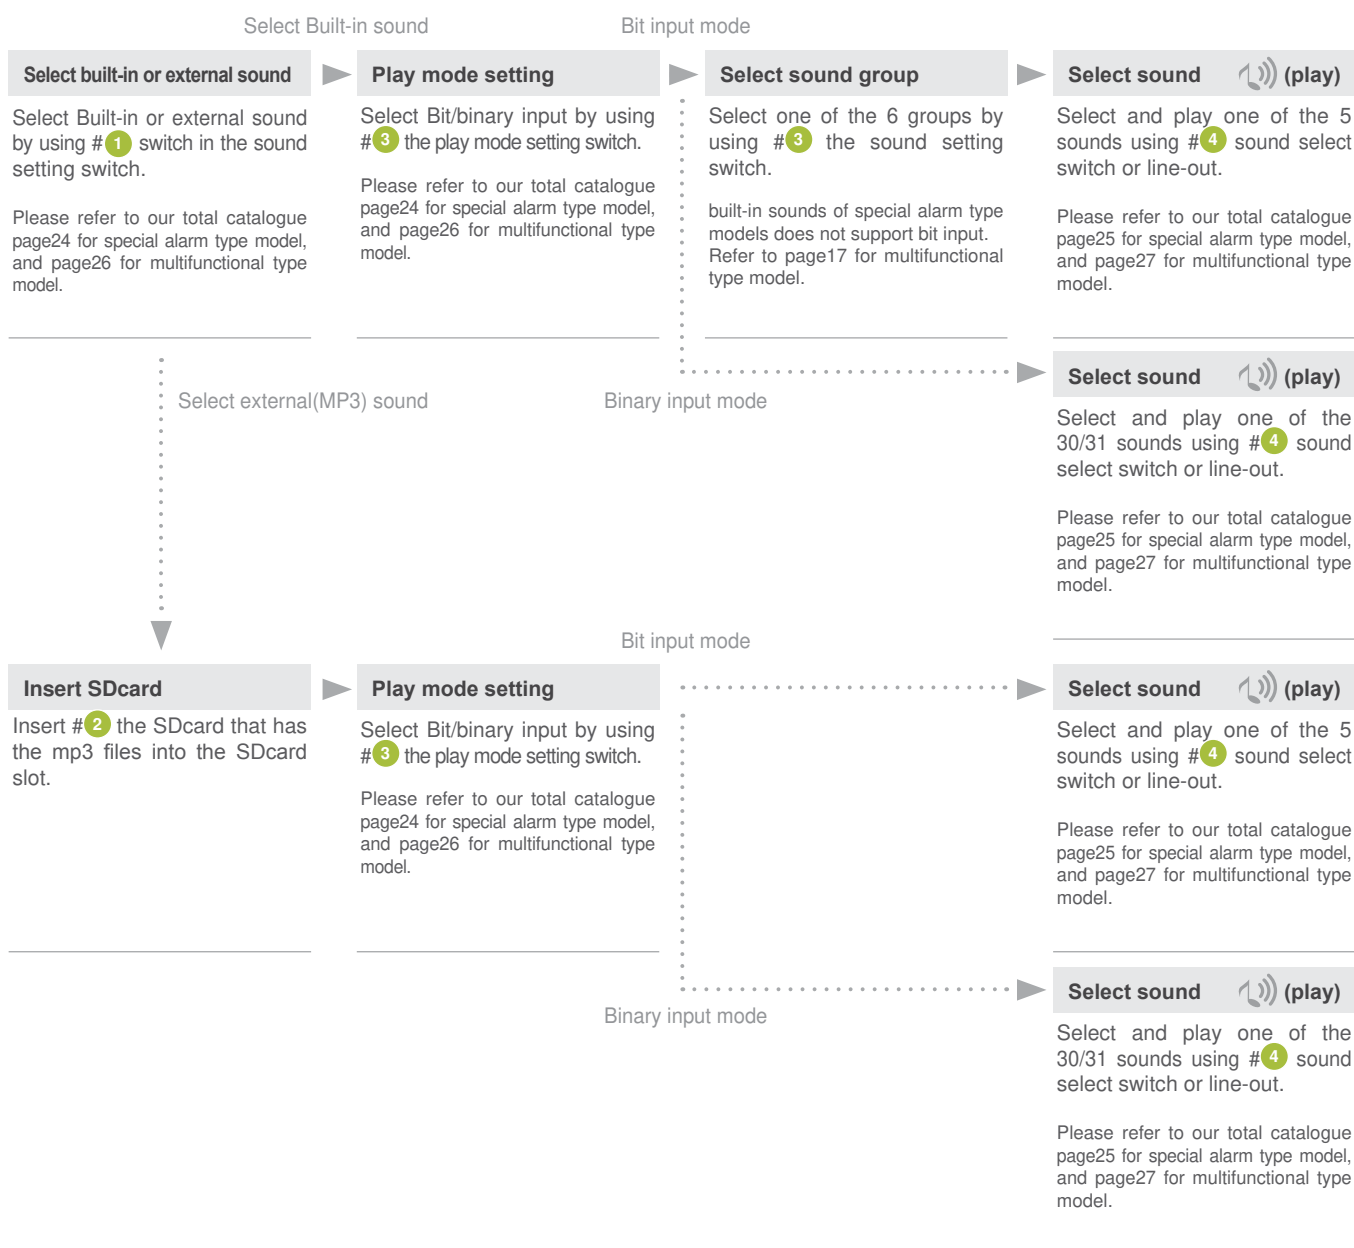 Select Built-in sound
Bit input mode
Select built-in or external sound
Select Built-in or external sound
by using #1 switch in the sound
setting switch.
Please refer to our total catalogue
page24 for special alarm type model,
and page26 for multifunctional type
model.
Play mode setting
Select Bit/binary input by using
#3 the play mode setting switch.
Please refer to our total catalogue
page24 for special alarm type model,
and page26 for multifunctional type
model.
Select sound group
Select one of the 6 groups by
using #3 the sound setting
switch.
built-in sounds of special alarm type
models does not support bit input.
Refer to page17 for multifunctional
type model.
Select sound (play)
Select and play one of the 5
sounds using #4 sound select
switch or line-out.
Please refer to our total catalogue
page25 for special alarm type model,
and page27 for multifunctional type
model.
Select external(MP3) sound
Binary input mode
Select sound (play)
Select and play one of the
30/31 sounds using #4 sound
select switch or line-out.
Please refer to our total catalogue
page25 for special alarm type model,
and page27 for multifunctional type
model.
Bit input mode
Insert SDcard
Insert #2 the SDcard that has
the mp3 files into the SDcard
slot.
Play mode setting
Select Bit/binary input by using
#3 the play mode setting switch.
Please refer to our total catalogue
page24 for special alarm type model,
and page26 for multifunctional type
model.
Select sound (play)
Select and play one of the 5
sounds using #4 sound select
switch or line-out.
Please refer to our total catalogue
page25 for special alarm type model,
and page27 for multifunctional type
model.
Binary input mode
Select sound (play)
Select and play one of the
30/31 sounds using #4 sound
select switch or line-out.
Please refer to our total catalogue
page25 for special alarm type model,
and page27 for multifunctional type
model.